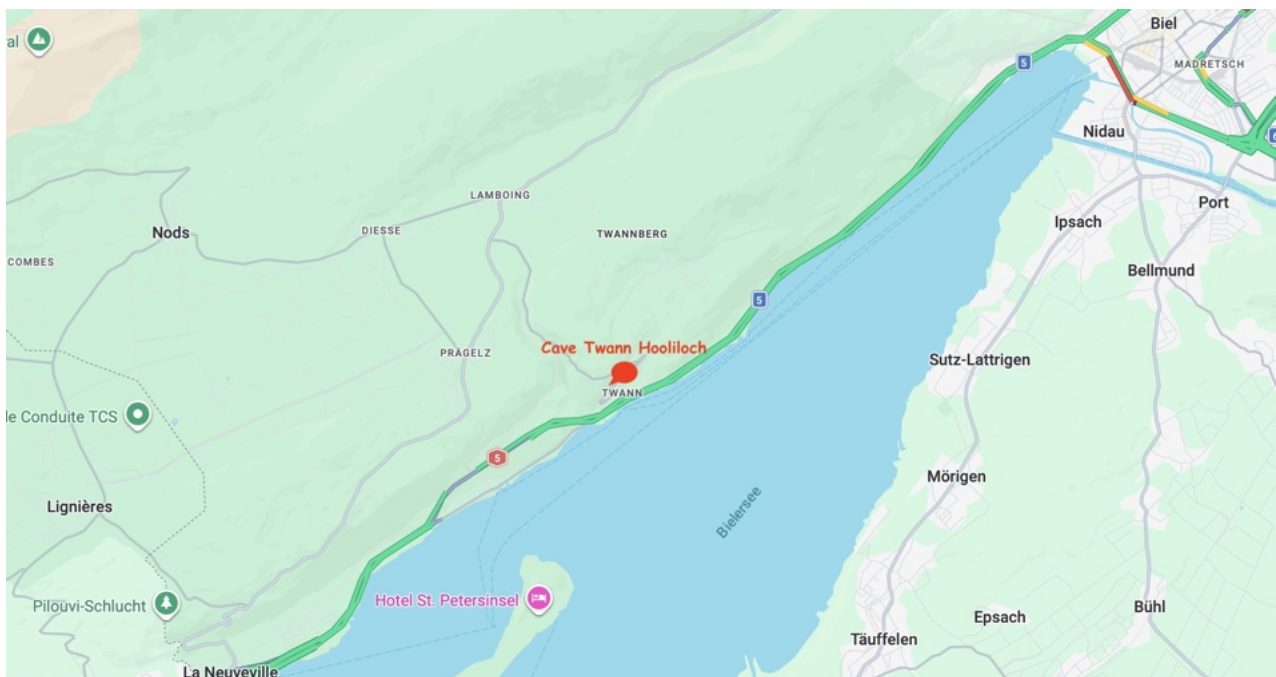 Biel
al
5
MADRETSCH
Nidau
6
LAMBOING
Port
Nods
DIESSE
TWANNBERG
Ipsach
COMBES
Bellmund
5
Cave Twann Hooliloch
PRÄGELZ
Sutz-Lattrigen
TWANN
le Conduite TCS
5
Mörigen
Lignières
Bielersee
Hotel St. Petersinsel
Pilouvi-Schlucht
Epsach
Bühl
Täuffelen
La Neuveville